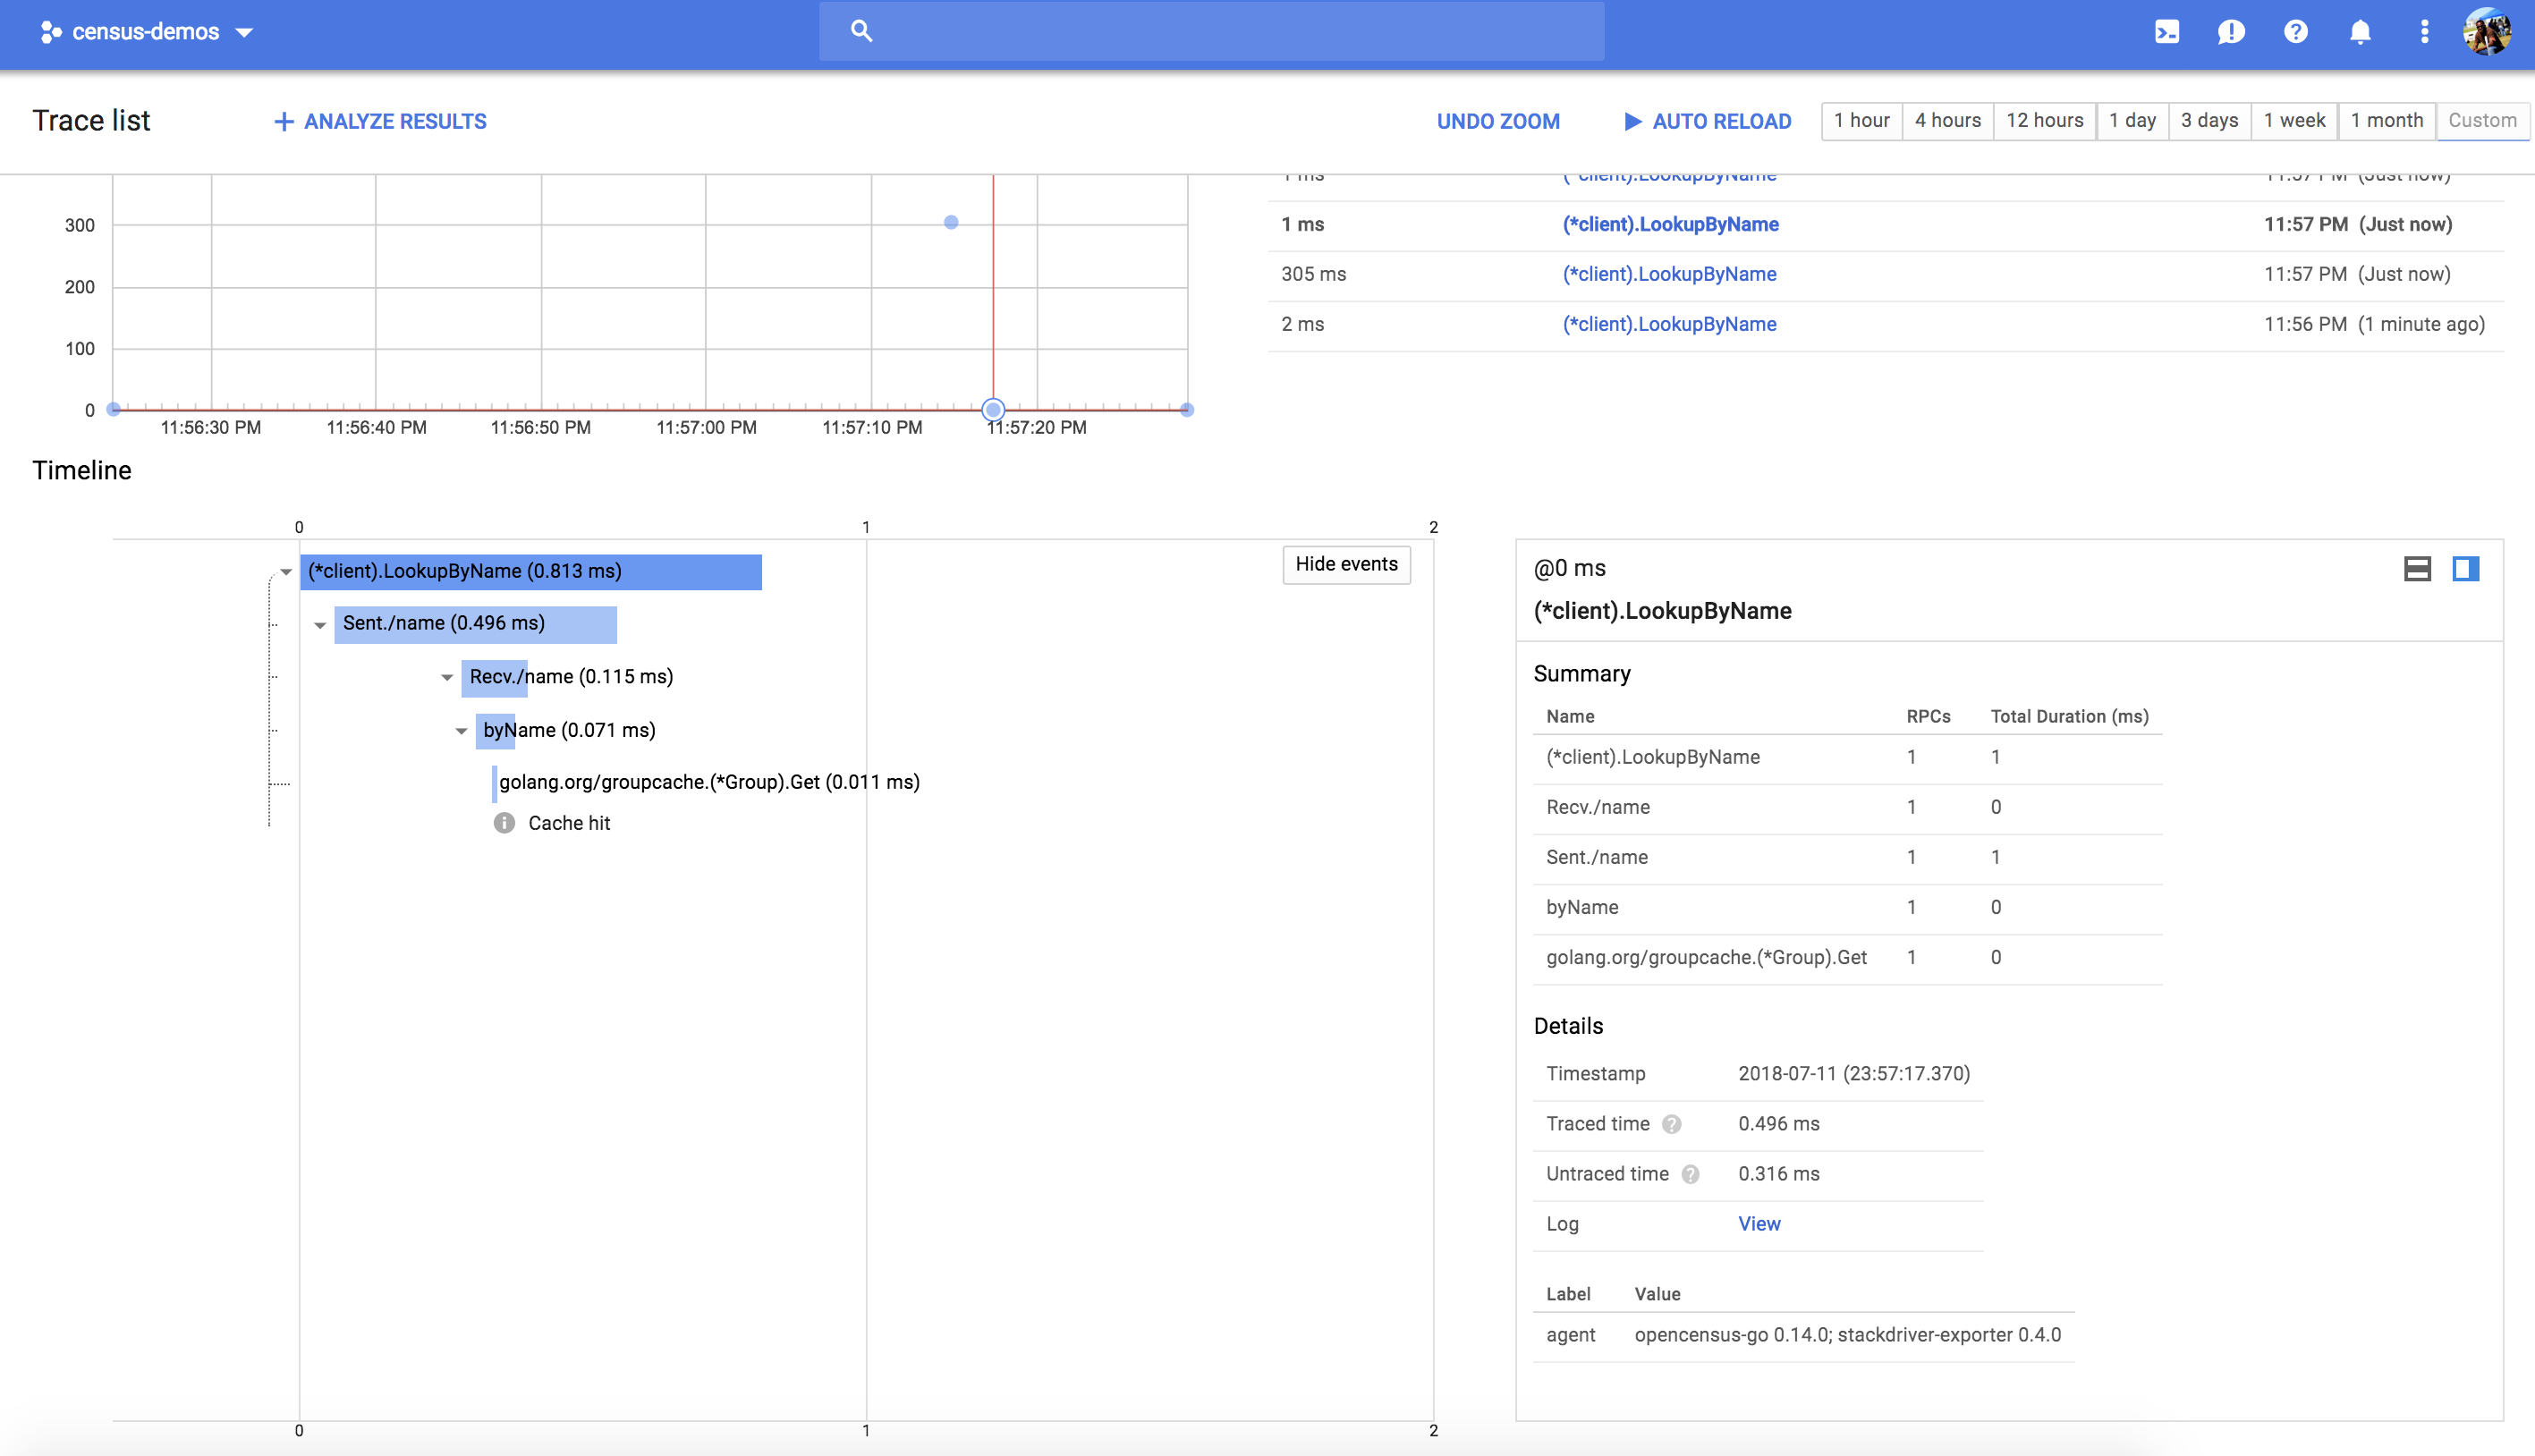 census-demos
Trace list
ANALYZE RESULTS
UNDO ZOOM
AUTO RELOAD
1 hour
4 hours
12 hours
1 day
3 days
1 week
1 month
Custom
300
200
100
0
11:56:30 PM
11:56:40 PM
11:56:50 PM
11:57:00 PM
11:57:10 PM
11:57:20 PM
1 ms (*client).LookupByName 11:57 PM (Just now)
1 ms (*client).LookupByName 11:57 PM (Just now)
305 ms (*client).LookupByName 11:57 PM (Just now)
2 ms (*client).LookupByName 11:56 PM (1 minute ago)
Timeline
0 1 2
Hide events
(*client).LookupByName (0.813 ms)
Sent./name (0.496 ms)
Recv./name (0.115 ms)
byName (0.071 ms)
golang.org/groupcache.(*Group).Get (0.011 ms)
Cache hit
0 1 2
@0 ms
(*client).LookupByName
Summary
Name RPCs Total Duration (ms)
(*client).LookupByName 1 1
Recv./name 1 0
Sent./name 1 1
byName 1 0
golang.org/groupcache.(*Group).Get 1 0
Details
Timestamp 2018-07-11 (23:57:17.370)
Traced time 0.496 ms
Untraced time 0.316 ms
Log View
Label Value
agent opencensus-go 0.14.0; stackdriver-exporter 0.4.0